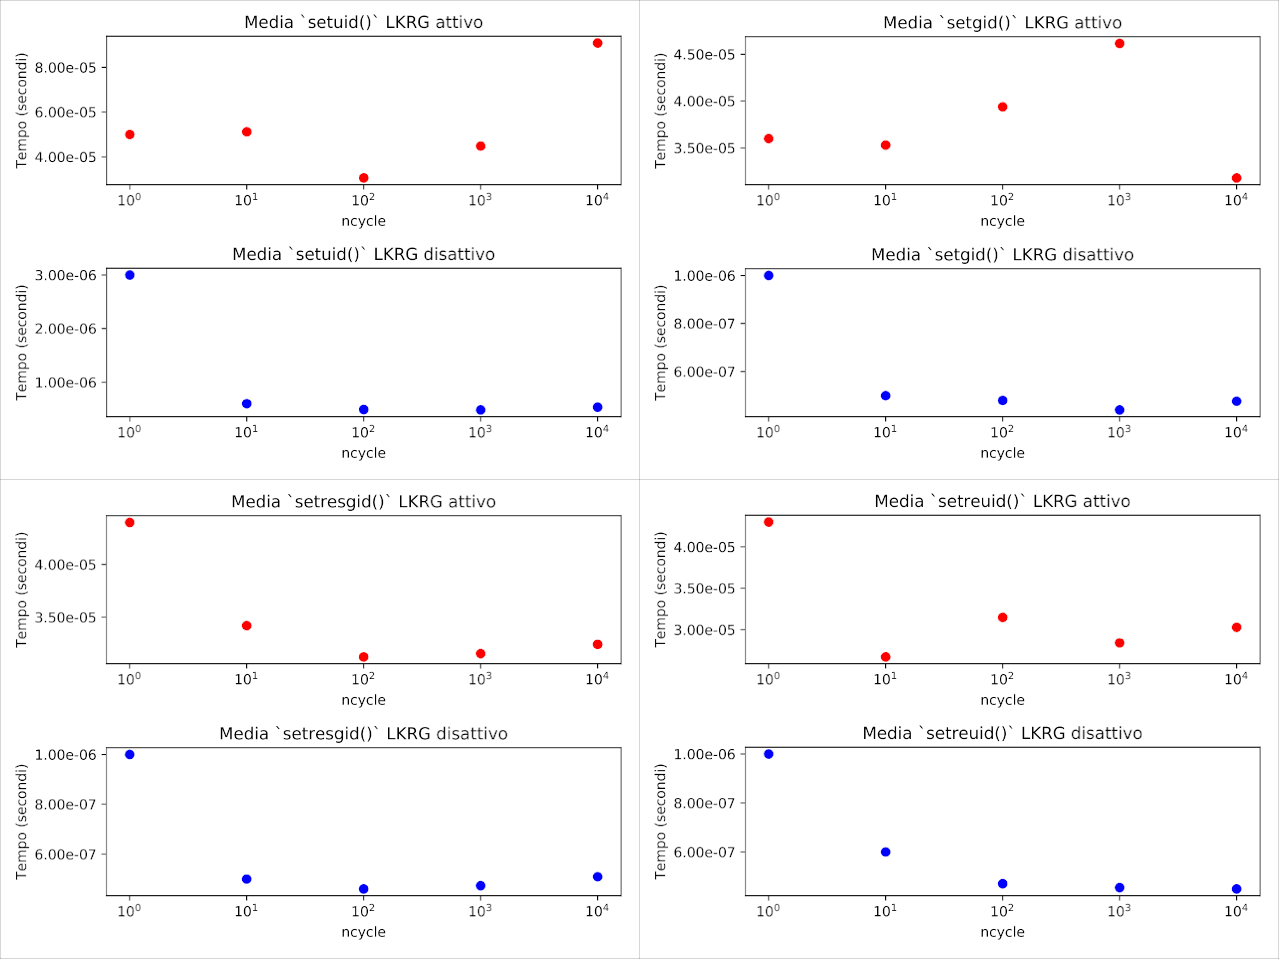 Media `setuid()` LKRG attivo
Tempo (secondi)
8.00e-05
6.00e-05
4.00e-05
10^0 10^1 10^2 10^3 10^4
ncycle
Media `setuid()` LKRG disattivo
Tempo (secondi)
3.00e-06
2.00e-06
1.00e-06
10^0 10^1 10^2 10^3 10^4
ncycle
Media `setgid()` LKRG attivo
Tempo (secondi)
4.50e-05
4.00e-05
3.50e-05
10^0 10^1 10^2 10^3 10^4
ncycle
Media `setgid()` LKRG disattivo
Tempo (secondi)
1.00e-06
8.00e-07
6.00e-07
10^0 10^1 10^2 10^3 10^4
ncycle
Media `setresgid()` LKRG attivo
Tempo (secondi)
4.00e-05
3.50e-05
10^0 10^1 10^2 10^3 10^4
ncycle
Media `setresgid()` LKRG disattivo
Tempo (secondi)
1.00e-06
8.00e-07
6.00e-07
10^0 10^1 10^2 10^3 10^4
ncycle
Media `setreuid()` LKRG attivo
Tempo (secondi)
4.00e-05
3.50e-05
3.00e-05
10^0 10^1 10^2 10^3 10^4
ncycle
Media `setreuid()` LKRG disattivo
Tempo (secondi)
1.00e-06
8.00e-07
6.00e-07
10^0 10^1 10^2 10^3 10^4
ncycle